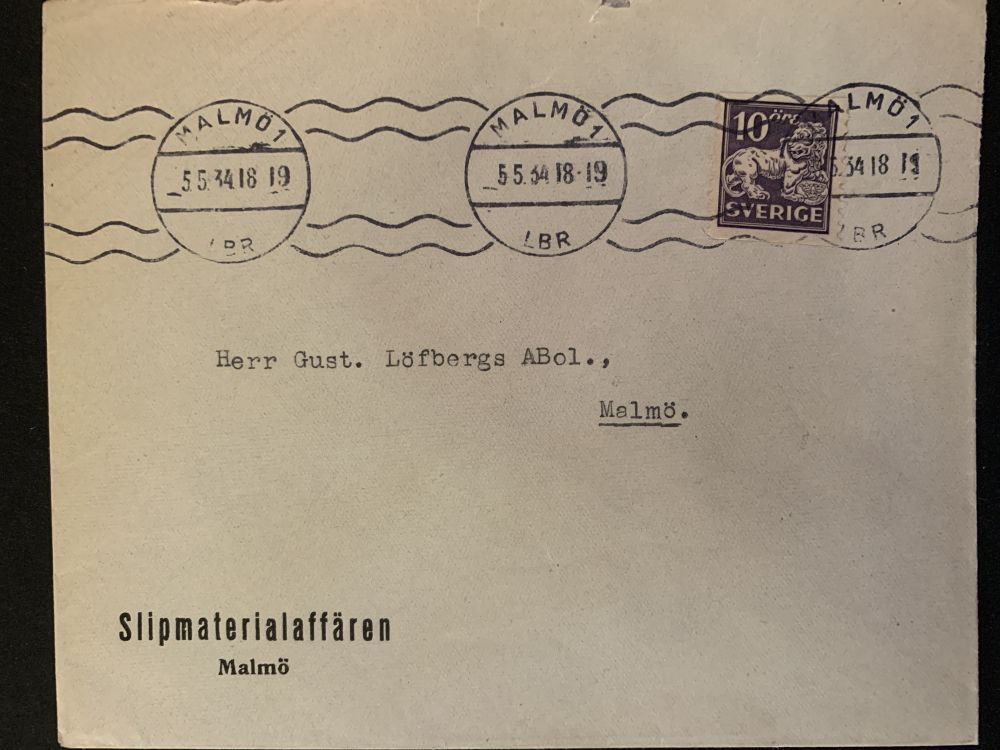 MALMÖ 1
5.5.34 18-19
LBR
MALMÖ 1
5.5.34 18-19
LBR
10 ÖRE
SVERIGE
MALMÖ 1
5.34 18 19
LBR
Herr Gust. Löfbergs ABol.,
Malmö.
Slipmaterialaffären
Malmö